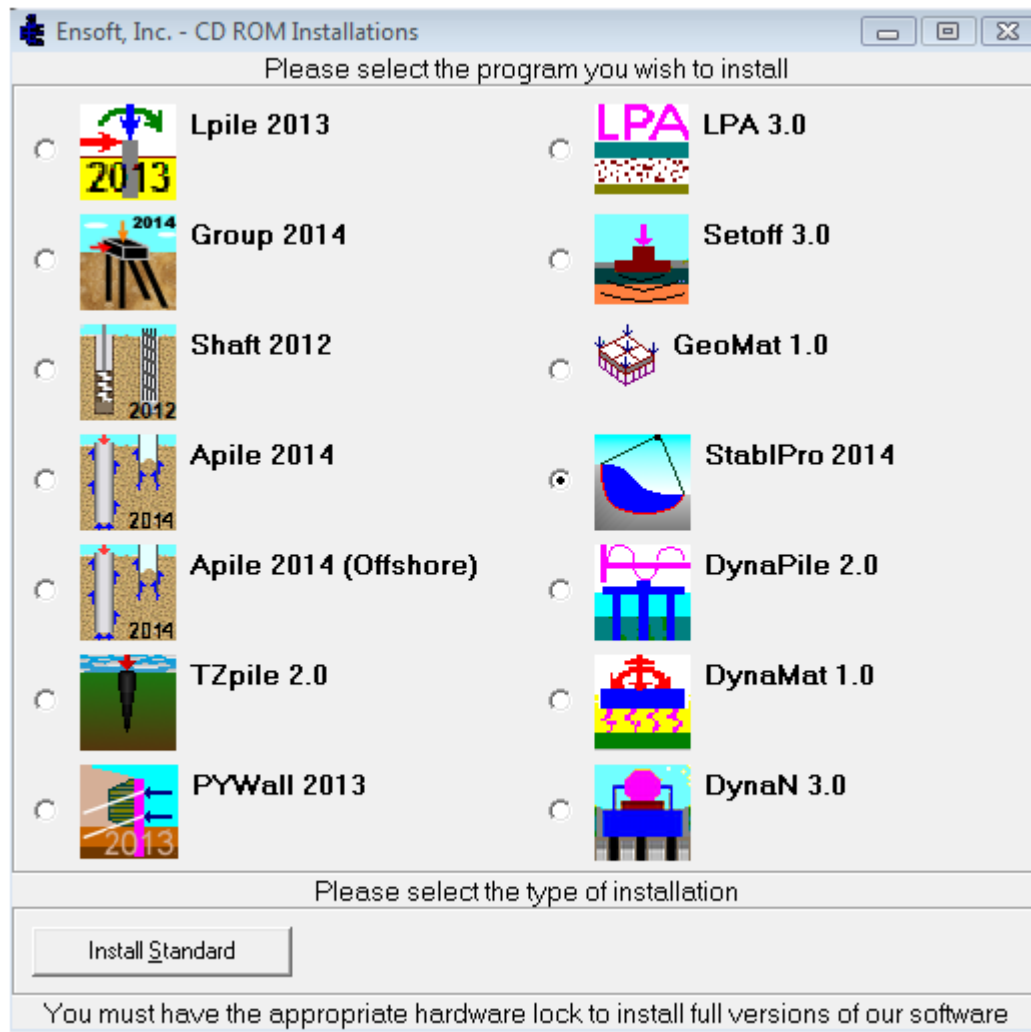 Ensoft, Inc. - CD ROM Installations
Please select the program you wish to install
2013
Lpile 2013
LPA
LPA 3.0
2014
Group 2014
Setoff 3.0
2012
Shaft 2012
GeoMat 1.0
2014
Apile 2014
StablPro 2014
2014
Apile 2014 (Offshore)
DynaPile 2.0
TZpile 2.0
DynaMat 1.0
2013
PYWall 2013
DynaN 3.0
Please select the type of installation
Install Standard
You must have the appropriate hardware lock to install full versions of our software